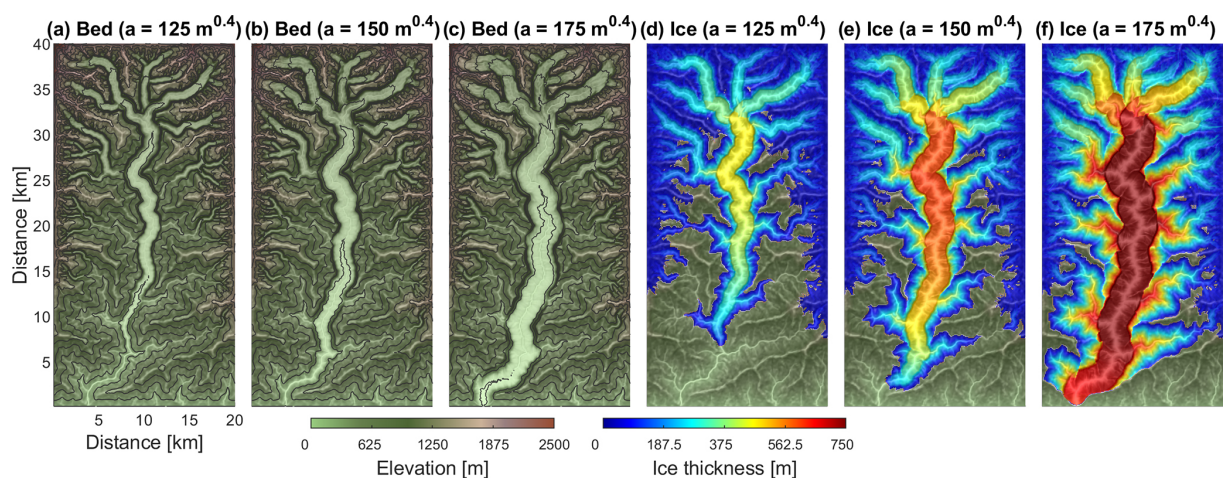 (a) Bed (a = 125 m^0.4) (b) Bed (a = 150 m^0.4) (c) Bed (a = 175 m^0.4) (d) Ice (a = 125 m^0.4) (e) Ice (a = 150 m^0.4) (f) Ice (a = 175 m^0.4)
40
35
30
25
20
15
10
5
Distance [km]
5 10 15 20
Distance [km]
0 625 1250 1875 2500
Elevation [m]
0 187.5 375 562.5 750
Ice thickness [m]